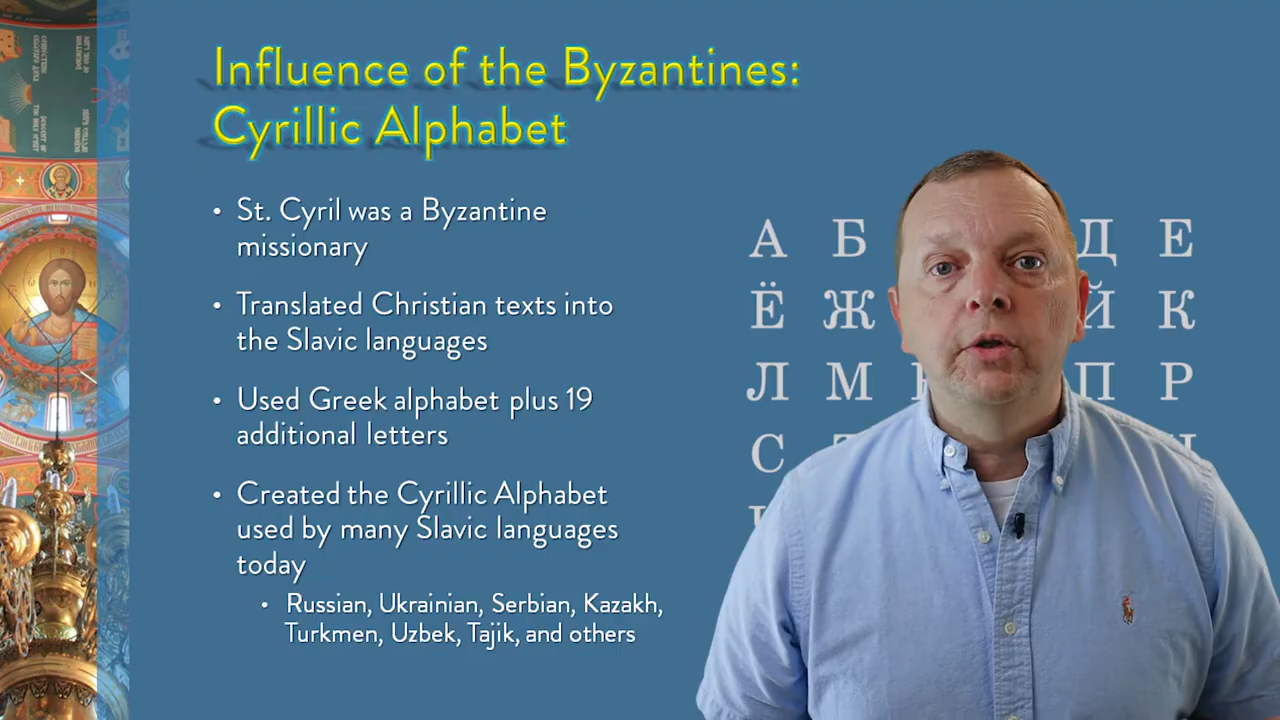 Influence of the Byzantines:
Cyrillic Alphabet
• St. Cyril was a Byzantine
missionary
• Translated Christian texts into
the Slavic languages
• Used Greek alphabet plus 19
additional letters
• Created the Cyrillic Alphabet
used by many Slavic languages
today
• Russian, Ukrainian, Serbian, Kazakh,
Turkmen, Uzbek, Tajik, and others
А Б Д Е
Ё Ж Й К
Л М П Р
С